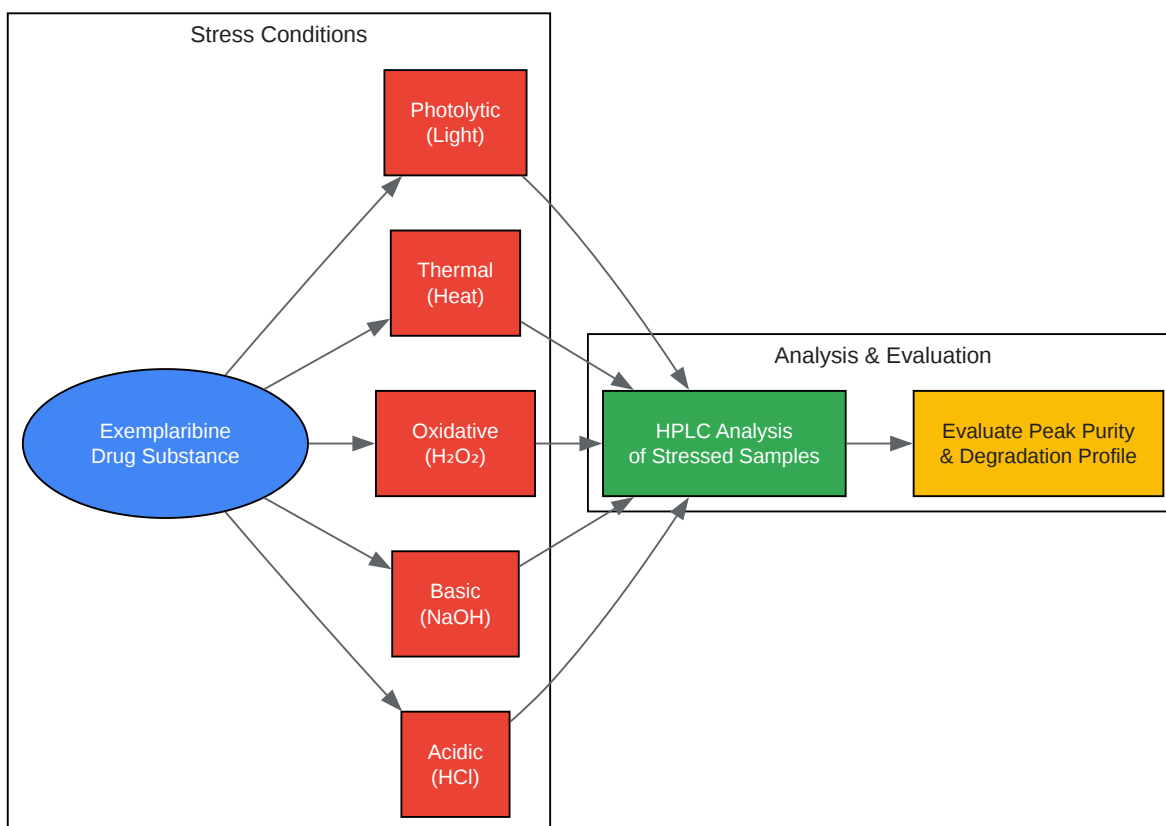 Stress Conditions
Photolytic
(Light)
Thermal
(Heat)
Analysis & Evaluation
Exemplaribine
Drug Substance
Oxidative
(H₂O₂)
HPLC Analysis
of Stressed Samples
Evaluate Peak Purity
& Degradation Profile
Basic
(NaOH)
Acidic
(HCl)